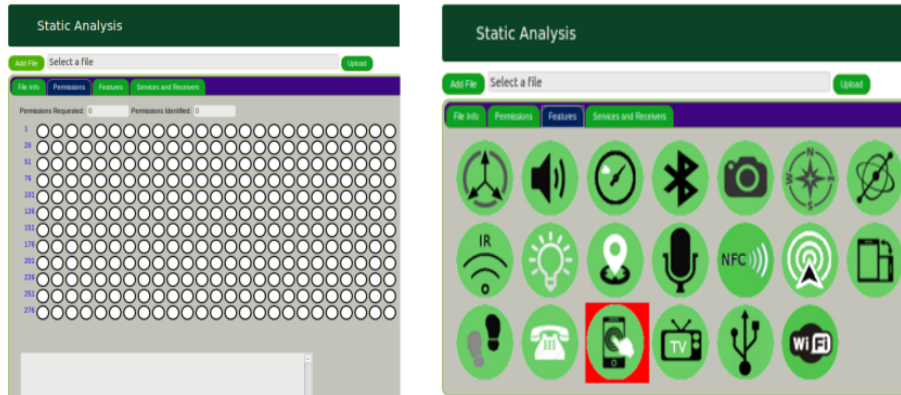 Static Analysis
Add File Select a file Upload
File Info Permissions Features Services and Receivers
Permissions Requested: 0 Permissions Identified: 0
1
26
51
76
101
126
151
176
201
226
251
276
Static Analysis
Add File Select a file Upload
File Info Permissions Features Services and Receivers
N
W E
S
IR
NFC
TV
Wi Fi